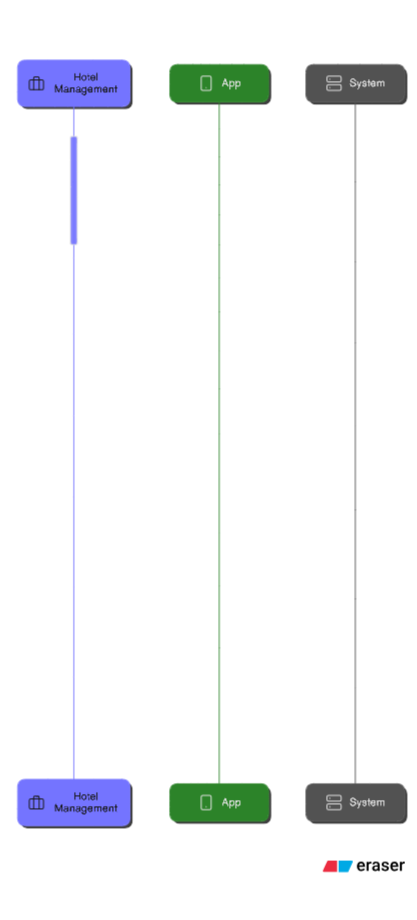 Hotel
Management
App
System
Hotel
Management
App
System
eraser